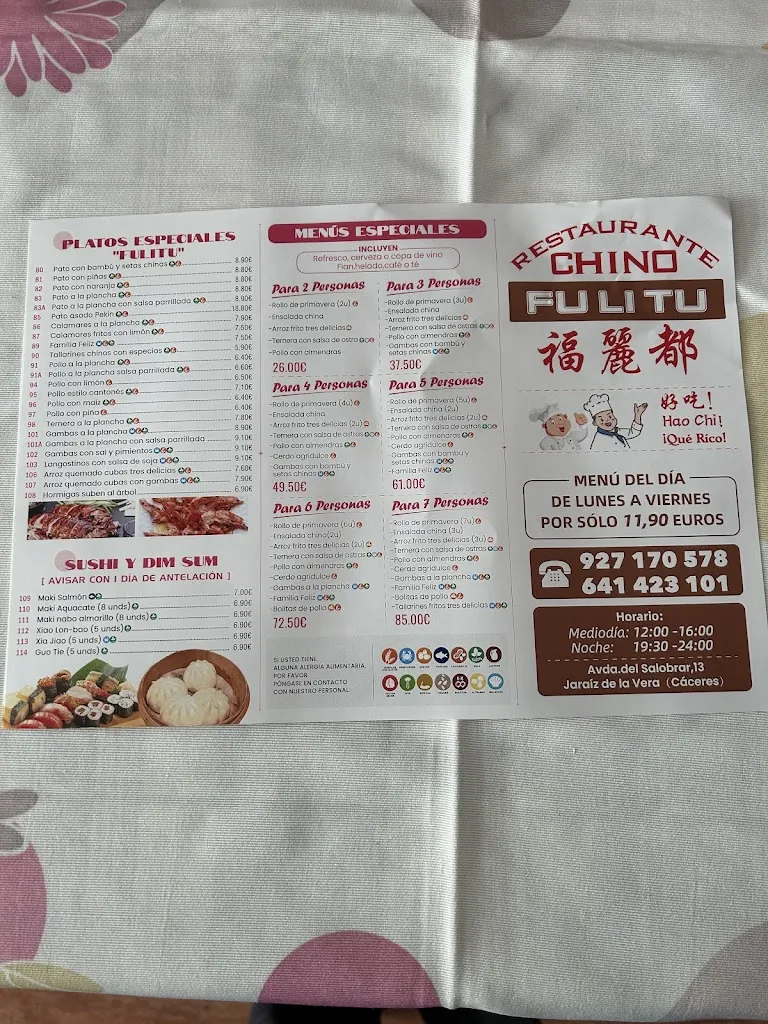 PLATOS ESPECIALES
"FULITU"
80 Pato con bambú y setas chinas 8.90€
81 Pato con piñas 8.80€
82 Pato con naranja 8.80€
83 Pato a la plancha 8.80€
83A Pato a la plancha con salsa parrillada 8.90€
85 Pato asado Pekin 18.80€
86 Calamares a la plancha 7.90€
87 Calamares fritos con limón 7.50€
89 Familia Feliz 7.50€
90 Tallarines chinos con especias 5.90€
91 Pollo a la plancha 6.40€
91A Pollo a la plancha salsa parrillada 6.60€
94 Pollo con limón 6.50€
95 Pollo estilo cantonés 7.10€
96 Pollo con maiz 6.40€
97 Pollo con piña 6.40€
98 Ternera a la plancha 7.80€
101 Gambas a la plancha 8.90€
101A Gambas a la plancha con salsa parrillada 9.10€
102 Gambas con sal y pimientos 9.10€
103 Langostinos con salsa de soja 9.10€
106 Arroz quemado cubas tres delicias 7.60€
107 Arroz quemado cubas con gambas 7.90€
108 Hormigas suben al árbol 6.90€
SUSHI Y DIM SUM
[ AVISAR CON 1 DÍA DE ANTELACIÓN ]
109 Maki Salmón 7.00€
110 Maki Aquacate (8 unds) 6.90€
111 Maki nabo almarillo (8 unds) 6.90€
112 Xiao Lon-bao (5 unds) 6.90€
113 Xia Jiao (5 unds) 6.90€
114 Guo Tie (5 unds) 6.90€
MENÚS ESPECIALES
INCLUYEN
Refresco, cerveza o copa de vino
Flan,helado,café o té
Para 2 Personas
-Rollo de primavera (2u)
-Ensalada china
-Arroz frito tres delicias
-Ternera con salsa de ostras
-Pollo con almendras
26.00€
Para 3 Personas
-Rollo de primavera (3u)
-Ensalada china
-Arroz frito tres delicias
-Ternera con salsa de ostras
-Pollo con almendras
-Gambas con bambú y
setas chinas
37.50€
Para 4 Personas
-Rollo de primavera (4u)
-Ensalada china
-Arroz frito tres delicias (2u)
-Ternera con salsa de ostras
-Pollo con almendras
-Cerdo agridulce
-Gambas con bambú y
setas chinas
49.50€
Para 5 Personas
-Rollo de primavera (5u)
-Ensalada china (2u)
-Arroz frito tres delicias (2u)
-Ternera con salsa de ostras
-Pollo con almendras
-Cerdo agridulce
-Gambas con bambú y
setas chinas
-Familia Feliz
61.00€
Para 6 Personas
-Rollo de primavera (6u)
-Ensalada china(2u)
-Arroz frito tres delicias (2u)
-Ternera con salsa de ostras
-Pollo con almendras
-Cerdo agridulce
-Gambas a la plancha
-Familia Feliz
-Bolitas de pollo
72.50€
Para 7 Personas
-Rollo de primavera (7u)
-Ensalada china (3u)
-Arroz frito tres delicias (3u)
-Ternera con salsa de ostras
-Pollo con almendras
-Cerdo agridulce
-Gambas a la plancha
-Familia Feliz
-Bolitas de pollo
-Tallarines fritos tres delicias
85.00€
SI USTED TIENE
ALGUNA ALERGIA ALIMENTARIA,
POR FAVOR
PÓNGASE EN CONTACTO
CON NUESTRO PERSONAL.
RESTAURANTE
CHINO
FU LI TU
福麗都
好吃!
Hao Chi!
¡Qué Rico!
MENÚ DEL DÍA
DE LUNES A VIERNES
POR SÓLO 11,90 EUROS
927 170 578
641 423 101
Horario:
Mediodía: 12:00 -16:00
Noche: 19:30 -24:00
Avda.del Salobrar,13
Jaraíz de la Vera (Cáceres)